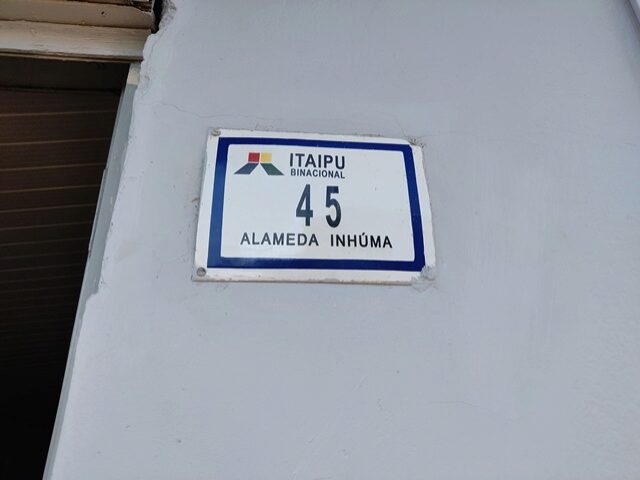 ITAIPU
BINACIONAL
45
ALAMEDA INHÚMA